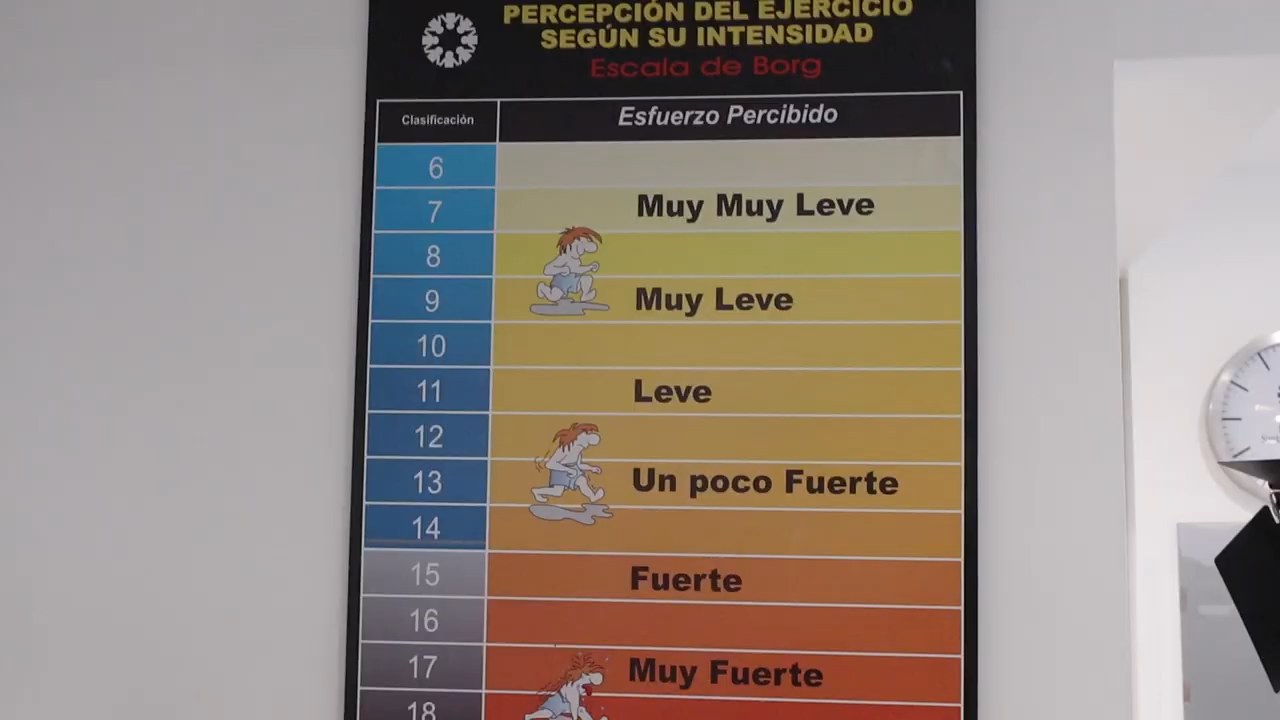 PERCEPCIÓN DEL EJERCICIO
SEGÚN SU INTENSIDAD
Escala de Borg
Clasificación Esfuerzo Percibido
6
7 Muy Muy Leve
8
9 Muy Leve
10
11 Leve
12
13 Un poco Fuerte
14
15 Fuerte
16
17 Muy Fuerte
18